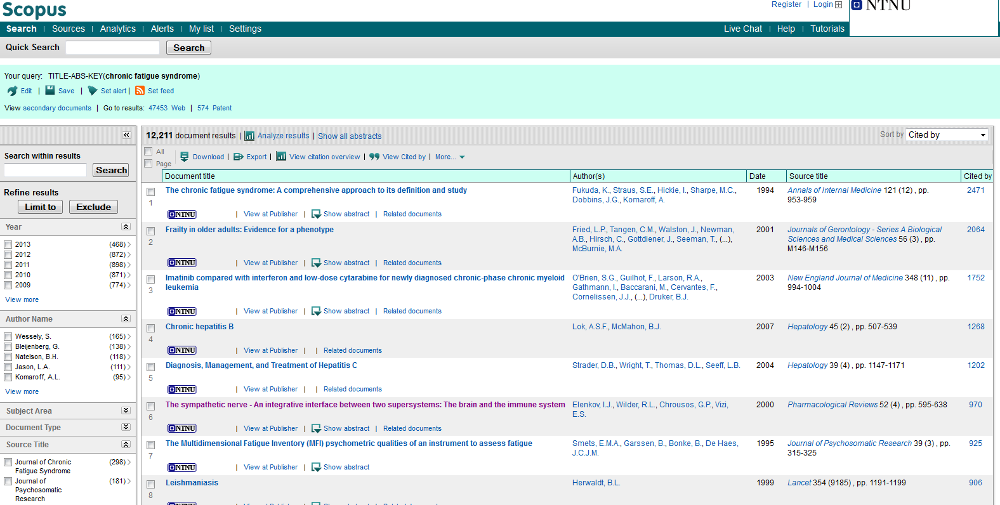 Scopus
Register | Login
NTNU
Search | Sources | Analytics | Alerts | My list | Settings
Live Chat | Help | Tutorials
Quick Search Search
Your query: TITLE-ABS-KEY(chronic fatigue syndrome)
Edit | Save | Set alert | Set feed
View secondary documents | Go to results: 47453 Web | 574 Patent
«
Search within results
Search
Refine results
Limit to Exclude
Year
2013 (468)
2012 (872)
2011 (898)
2010 (871)
2009 (774)
View more
Author Name
Wessely, S. (165)
Bleijenberg, G. (138)
Natelson, B.H. (118)
Jason, L.A. (111)
Komaroff, A.L. (95)
View more
Subject Area
Document Type
Source Title
Journal of Chronic (298)
Fatigue Syndrome
Journal of (181)
Psychosomatic
Research
12,211 document results | Analyze results | Show all abstracts
Sort by Cited by
All
Page
Download | Export | View citation overview | View Cited by | More...
Document title Author(s) Date Source title Cited by
The chronic fatigue syndrome: A comprehensive approach to its definition and study Fukuda, K., Straus, S.E., Hickie, I., Sharpe, M.C., 1994 Annals of Internal Medicine 121 (12) , pp. 2471
1 Dobbins, J.G., Komaroff, A. 953-959
NTNU | View at Publisher | Show abstract | Related documents
Frailty in older adults: Evidence for a phenotype Fried, L.P., Tangen, C.M., Walston, J., Newman, 2001 Journals of Gerontology - Series A Biological 2064
2 A.B., Hirsch, C., Gottdiener, J., Seeman, T., (...), Sciences and Medical Sciences 56 (3) , pp.
McBurnie, M.A. M146-M156
NTNU | View at Publisher | Show abstract | Related documents
Imatinib compared with interferon and low-dose cytarabine for newly diagnosed chronic-phase chronic myeloid O'Brien, S.G., Guilhot, F., Larson, R.A., 2003 New England Journal of Medicine 348 (11) , pp. 1752
3 leukemia Gathmann, I., Baccarani, M., Cervantes, F., 994-1004
Cornelissen, J.J., (...), Druker, B.J.
NTNU | View at Publisher | Show abstract | Related documents
Chronic hepatitis B Lok, A.S.F., McMahon, B.J. 2007 Hepatology 45 (2) , pp. 507-539 1268
4
NTNU | View at Publisher | | Related documents
Diagnosis, Management, and Treatment of Hepatitis C Strader, D.B., Wright, T., Thomas, D.L., Seeff, L.B. 2004 Hepatology 39 (4) , pp. 1147-1171 1202
5
NTNU | View at Publisher | | Related documents
The sympathetic nerve - An integrative interface between two supersystems: The brain and the immune system Elenkov, I.J., Wilder, R.L., Chrousos, G.P., Vizi, 2000 Pharmacological Reviews 52 (4) , pp. 595-638 970
6 E.S.
NTNU | View at Publisher | Show abstract | Related documents
The Multidimensional Fatigue Inventory (MFI) psychometric qualities of an instrument to assess fatigue Smets, E.M.A., Garssen, B., Bonke, B., De Haes, 1995 Journal of Psychosomatic Research 39 (3) , pp. 925
7 J.C.J.M. 315-325
NTNU | View at Publisher | Show abstract
Leishmaniasis Herwaldt, B.L. 1999 Lancet 354 (9185) , pp. 1191-1199 906
8